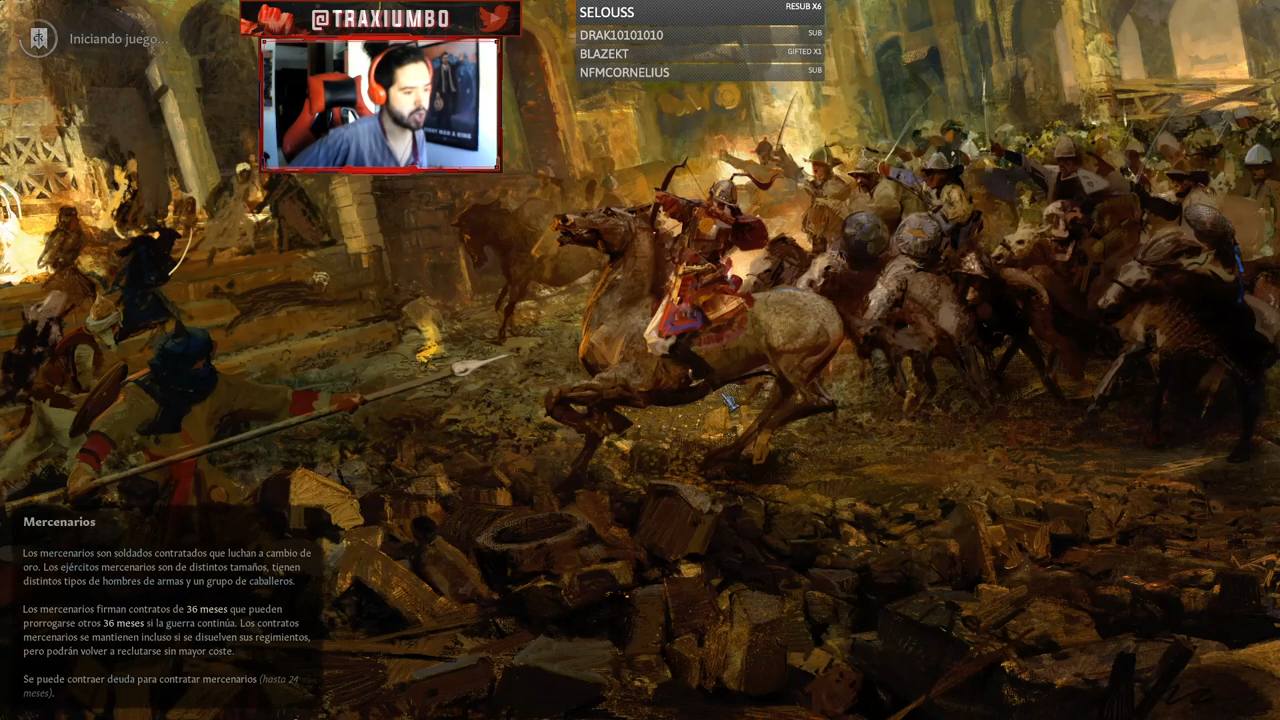 Iniciando juego...
@TRAXIUMBO
SELOUSS RESUB X6
DRAK10101010 SUB
BLAZEKT GIFTED X1
NFMCORNELIUS SUB
Mercenarios
Los mercenarios son soldados contratados que luchan a cambio de
oro. Los ejércitos mercenarios son de distintos tamaños, tienen
distintos tipos de hombres de armas y un grupo de caballeros.
Los mercenarios firman contratos de 36 meses que pueden
prorrogarse otros 36 meses si la guerra continúa. Los contratos
mercenarios se mantienen incluso si se disuelven sus regimientos,
pero podrán volver a reclutarse sin mayor coste.
Se puede contraer deuda para contratar mercenarios (hasta 24
meses).